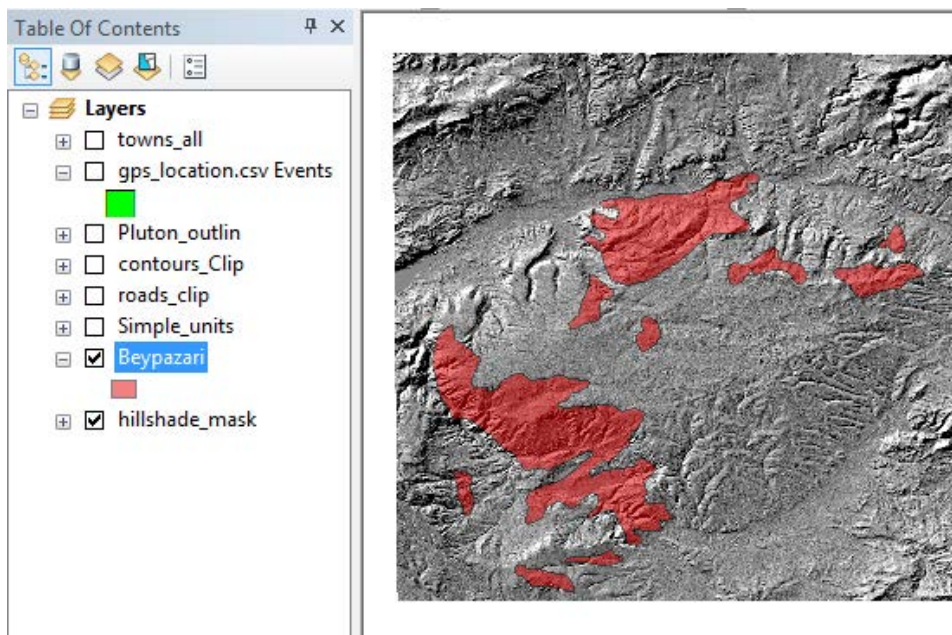 Table Of Contents
Layers
towns_all
gps_location.csv Events
Pluton_outlin
contours_Clip
roads_clip
Simple_units
Beypazari
hillshade_mask